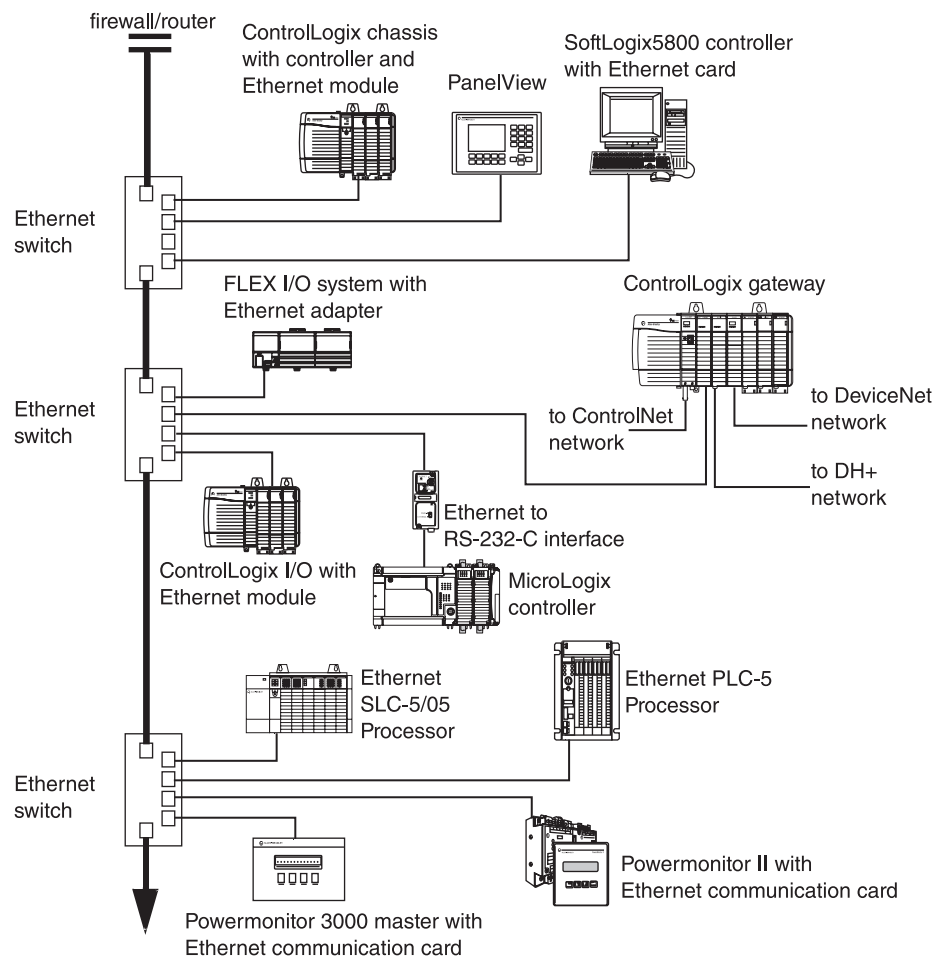 firewall/router
ControlLogix chassis
with controller and
Ethernet module
PanelView
SoftLogix5800 controller
with Ethernet card
Ethernet
switch
FLEX I/O system with
Ethernet adapter
ControlLogix gateway
Ethernet
switch
to ControlNet
network
to DeviceNet
network
to DH+
network
Ethernet to
RS-232-C interface
ControlLogix I/O with
Ethernet module
MicroLogix
controller
Ethernet
SLC-5/05
Processor
Ethernet PLC-5
Processor
Ethernet
switch
Powermonitor II with
Ethernet communication card
Powermonitor 3000 master with
Ethernet communication card